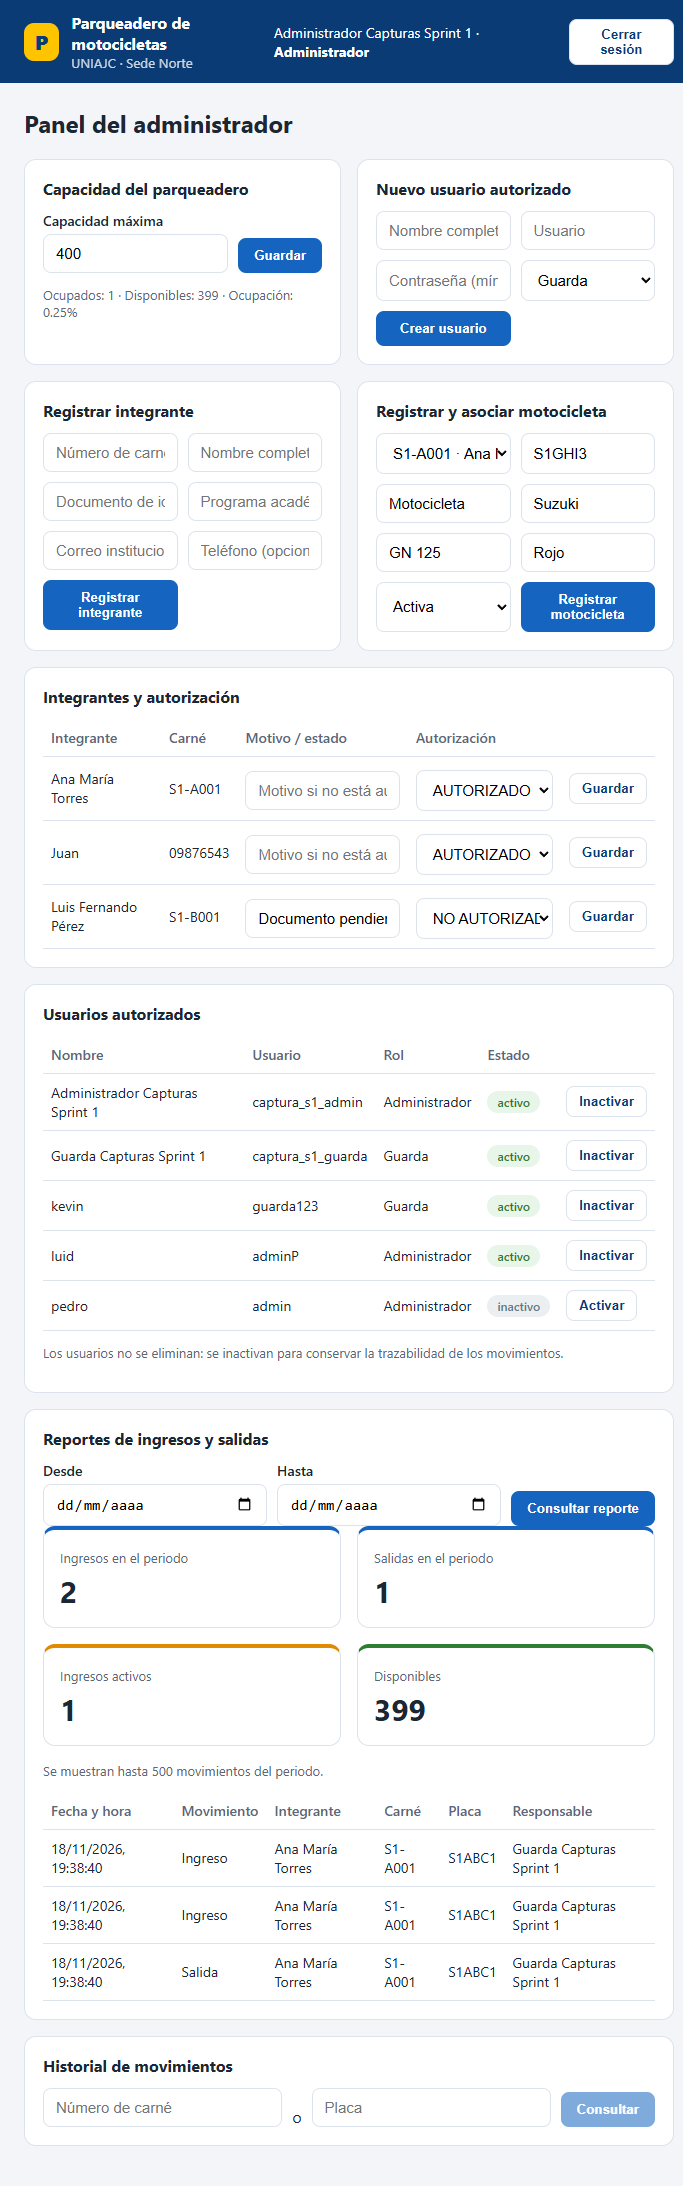 P
Parqueadero de
motocicletas
UNIAJC · Sede Norte
Administrador Capturas Sprint 1 ·
Administrador
Cerrar
sesión
Panel del administrador
Capacidad del parqueadero
Capacidad máxima
400
Guardar
Ocupados: 1 · Disponibles: 399 · Ocupación:
0.25%
Nuevo usuario autorizado
Nombre complet
Usuario
Contraseña (mír
Guarda
Crear usuario
Registrar integrante
Número de carn
Nombre complet
Documento de ic
Programa acadé
Correo institucio
Teléfono (opcion
Registrar
integrante
Registrar y asociar motocicleta
S1-A001 · Ana M
S1GHI3
Motocicleta
Suzuki
GN 125
Rojo
Activa
Registrar
motocicleta
Integrantes y autorización
Integrante Carné Motivo / estado Autorización
Ana María
Torres
S1-A001
Motivo si no está au
AUTORIZADO
Guardar
Juan
09876543
Motivo si no está au
AUTORIZADO
Guardar
Luis Fernando
Pérez
S1-B001
Documento pendier
NO AUTORIZAD
Guardar
Usuarios autorizados
Nombre Usuario Rol Estado
Administrador Capturas
Sprint 1
captura_s1_admin Administrador activo Inactivar
Guarda Capturas Sprint 1 captura_s1_guarda Guarda activo Inactivar
kevin guarda123 Guarda activo Inactivar
luid adminP Administrador activo Inactivar
pedro admin Administrador inactivo Activar
Los usuarios no se eliminan: se inactivan para conservar la trazabilidad de los movimientos.
Reportes de ingresos y salidas
Desde
dd/mm/aaaa
Hasta
dd/mm/aaaa
Consultar reporte
Ingresos en el periodo
2
Salidas en el periodo
1
Ingresos activos
1
Disponibles
399
Se muestran hasta 500 movimientos del periodo.
Fecha y hora Movimiento Integrante Carné Placa Responsable
18/11/2026,
19:38:40
Ingreso
Ana María
Torres
S1-
A001
S1ABC1
Guarda Capturas
Sprint 1
18/11/2026,
19:38:40
Ingreso
Ana María
Torres
S1-
A001
S1ABC1
Guarda Capturas
Sprint 1
18/11/2026,
19:38:40
Salida
Ana María
Torres
S1-
A001
S1ABC1
Guarda Capturas
Sprint 1
Historial de movimientos
Número de carné
o
Placa
Consultar